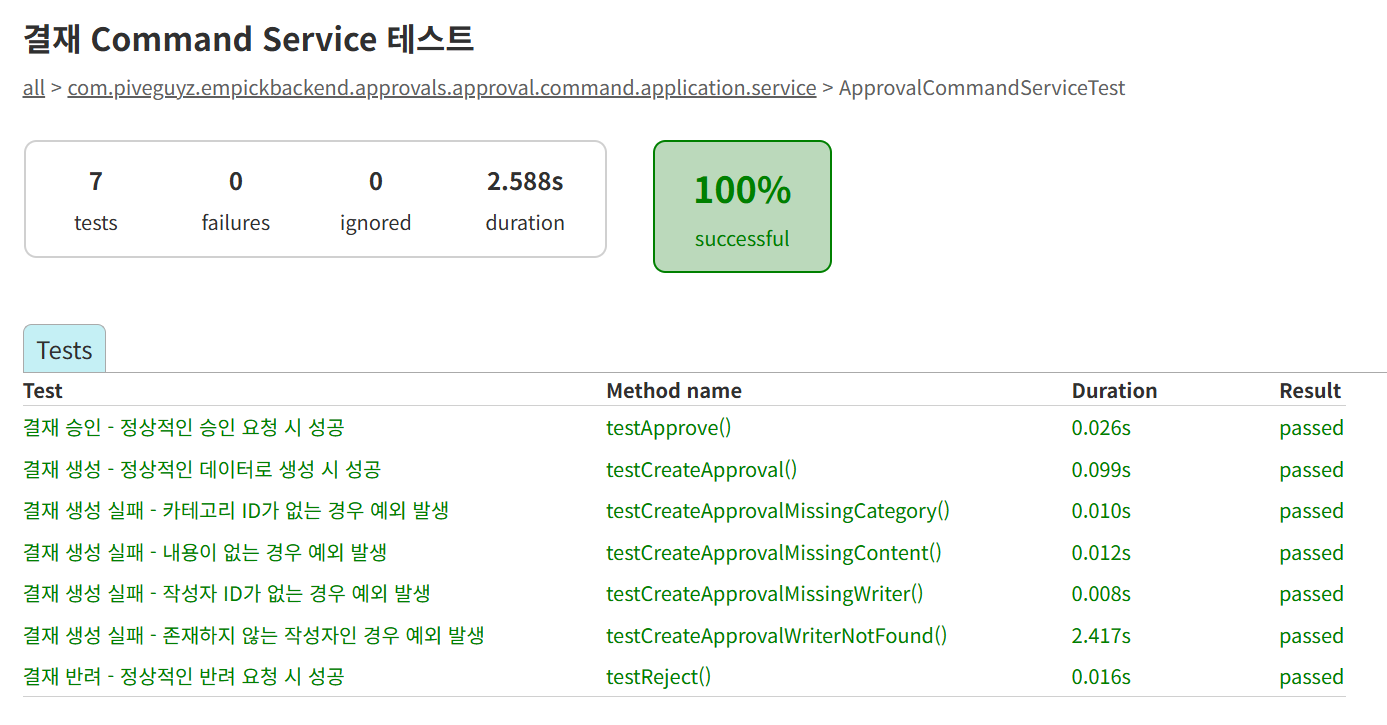 결재 Command Service 테스트
all > com.piveguyz.empickbackend.approvals.approval.command.application.service > ApprovalCommandServiceTest
7 0 0 2.588s
tests failures ignored duration
100%
successful
Tests
Test Method name Duration Result
결재 승인 - 정상적인 승인 요청 시 성공 testApprove() 0.026s passed
결재 생성 - 정상적인 데이터로 생성 시 성공 testCreateApproval() 0.099s passed
결재 생성 실패 - 카테고리 ID가 없는 경우 예외 발생 testCreateApprovalMissingCategory() 0.010s passed
결재 생성 실패 - 내용이 없는 경우 예외 발생 testCreateApprovalMissingContent() 0.012s passed
결재 생성 실패 - 작성자 ID가 없는 경우 예외 발생 testCreateApprovalMissingWriter() 0.008s passed
결재 생성 실패 - 존재하지 않는 작성자인 경우 예외 발생 testCreateApprovalWriterNotFound() 2.417s passed
결재 반려 - 정상적인 반려 요청 시 성공 testReject() 0.016s passed